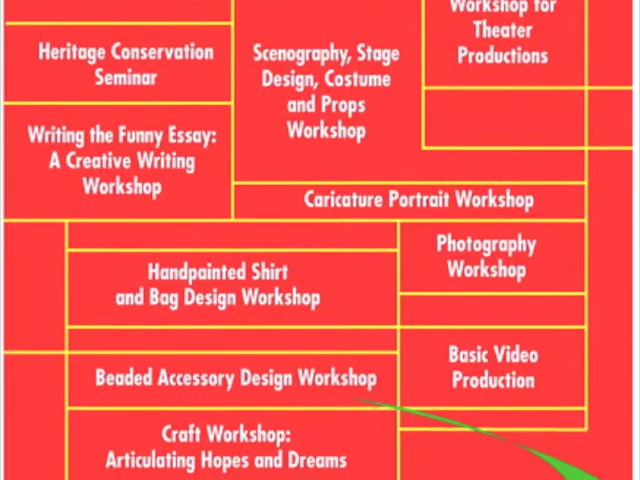 Workshop for
Theater
Productions
Heritage Conservation
Seminar
Scenography, Stage
Design, Costume
and Props
Workshop
Writing the Funny Essay:
A Creative Writing
Workshop
Caricature Portrait Workshop
Photography
Workshop
Handpainted Shirt
and Bag Design Workshop
Basic Video
Production
Beaded Accessory Design Workshop
Craft Workshop:
Articulating Hopes and Dreams